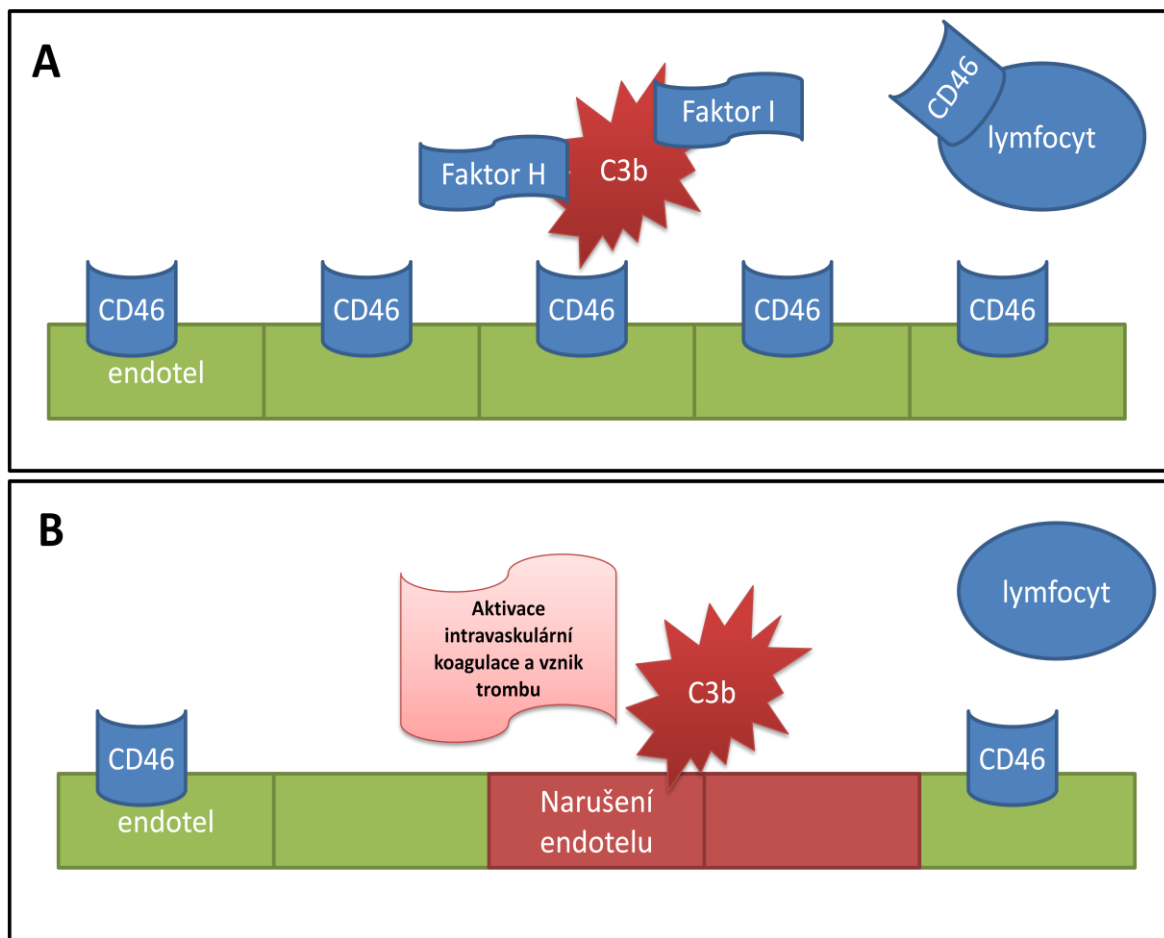 A
CD46
lymfocyt
Faktor I
Faktor H
C3b
CD46
CD46
CD46
CD46
CD46
endotel
B
lymfocyt
Aktivace
intravaskulární
koagulace a vznik
trombu
C3b
CD46
CD46
endotel
Narušení
endotelu